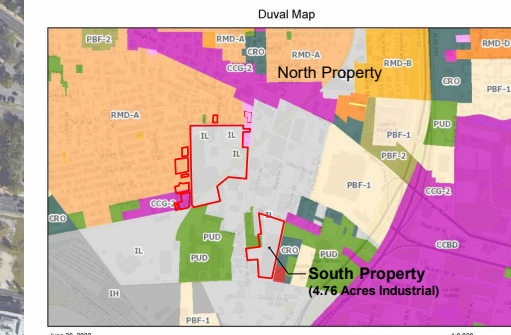 Duval Map
PBF-2
RMD-A
CRO
RMD-A
RMD-D
CCG-2
North Property
RMD-B
CRO
PBF-1
RMD-A
IL
IL
PUD
PBF-1
IL
PBF-2
PBF-1
CCG-2
CCG-2
IL
CRO
PUD
CCBD
IL
PUD
CRO
PUD
South Property
(4.76 Acres Industrial)
IH
PBF-1